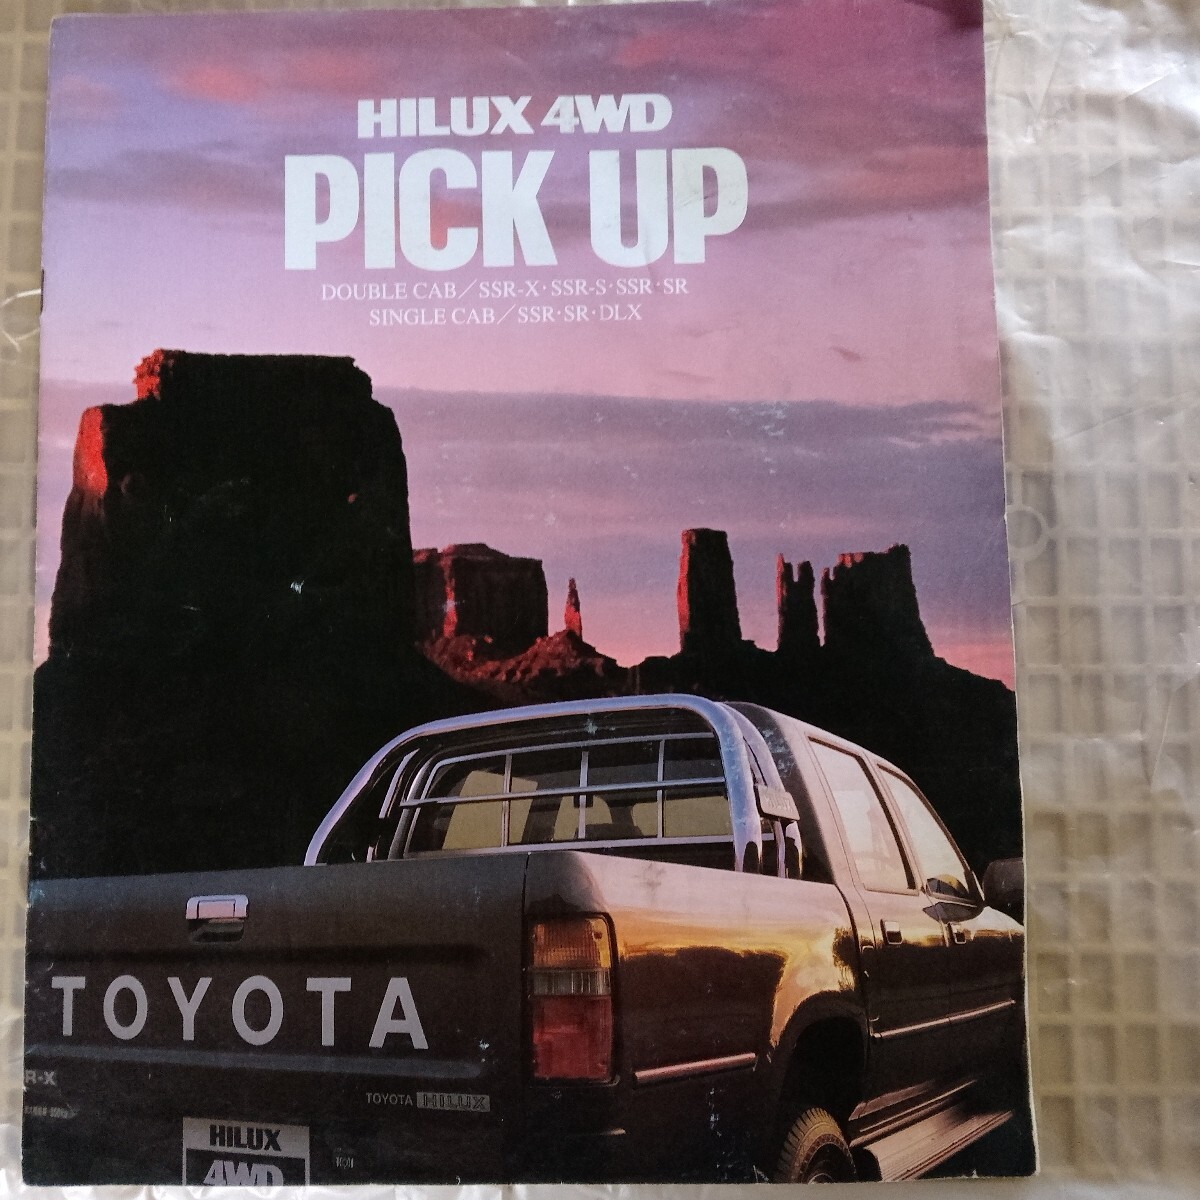 HILUX 4WD
PICK UP
DOUBLE CAB／SSR-X・SSR-S・SSR・SR
SINGLE CAB／SSR・SR・DLX
TOYOTA
R-X
TOYOTA HILUX
HILUX
4WD